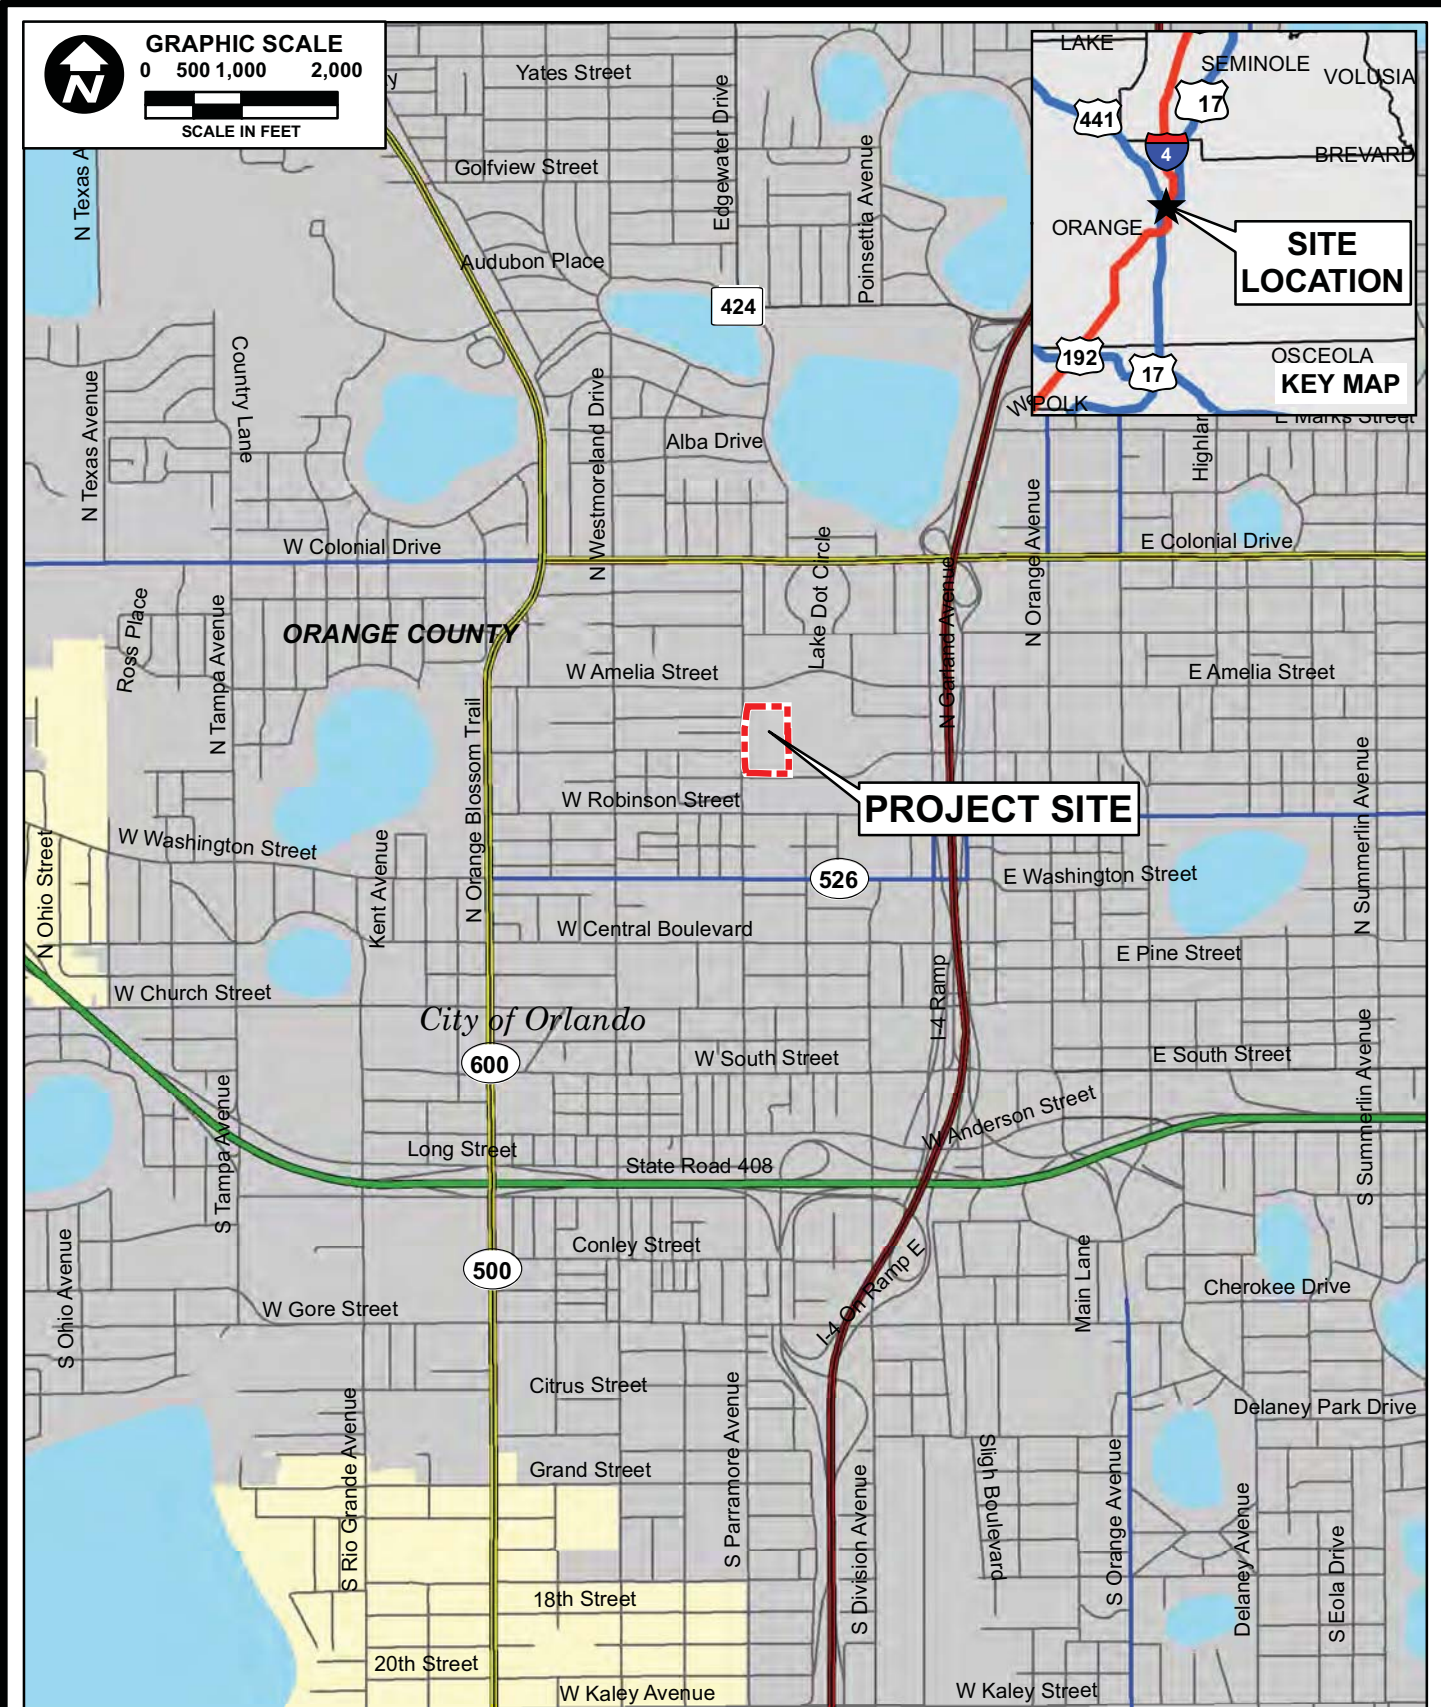 GRAPHIC SCALE
0 500 1,000 2,000
SCALE IN FEET
N
Yates Street
Golfview Street
Edgewater Drive
Poinsettia Avenue
Audubon Place
424
N Texas A
Country Lane
N Texas Avenue
N Westmoreland Drive
Alba Drive
LAKE
SEMINOLE
VOLUSIA
441
17
4
BREVARD
ORANGE
SITE
LOCATION
192
17
OSCEOLA
KEY MAP
POLK
E Marks Street
Highlan
W Colonial Drive
E Colonial Drive
Lake Dot Circle
N Garland Avenue
N Orange Avenue
Ross Place
N Tampa Avenue
ORANGE COUNTY
W Amelia Street
E Amelia Street
N Orange Blossom Trail
PROJECT SITE
W Robinson Street
N Summerlin Avenue
W Washington Street
N Ohio Street
Kent Avenue
526
E Washington Street
W Central Boulevard
E Pine Street
W Church Street
City of Orlando
I-4 Ramp
600
W South Street
E South Street
S Tampa Avenue
W Anderson Street
S Summerlin Avenue
Long Street
State Road 408
S Ohio Avenue
500
Conley Street
I-4 On Ramp E
Main Lane
Cherokee Drive
W Gore Street
Citrus Street
Delaney Park Drive
S Rio Grande Avenue
Grand Street
S Parramore Avenue
S Division Avenue
Sligh Boulevard
S Orange Avenue
Delaney Avenue
S Eola Drive
18th Street
20th Street
W Kaley Avenue
W Kaley Street